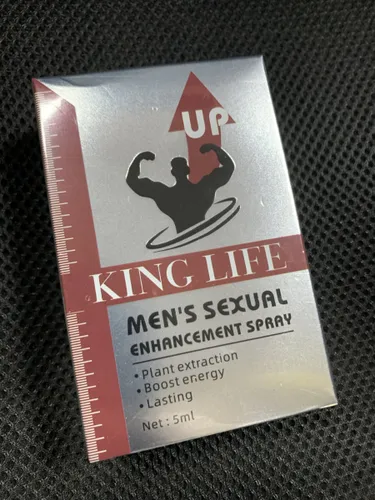 UP
KING LIFE
MEN'S SEXUAL
ENHANCEMENT SPRAY
• Plant extraction
• Boost energy
• Lasting
Net : 5ml